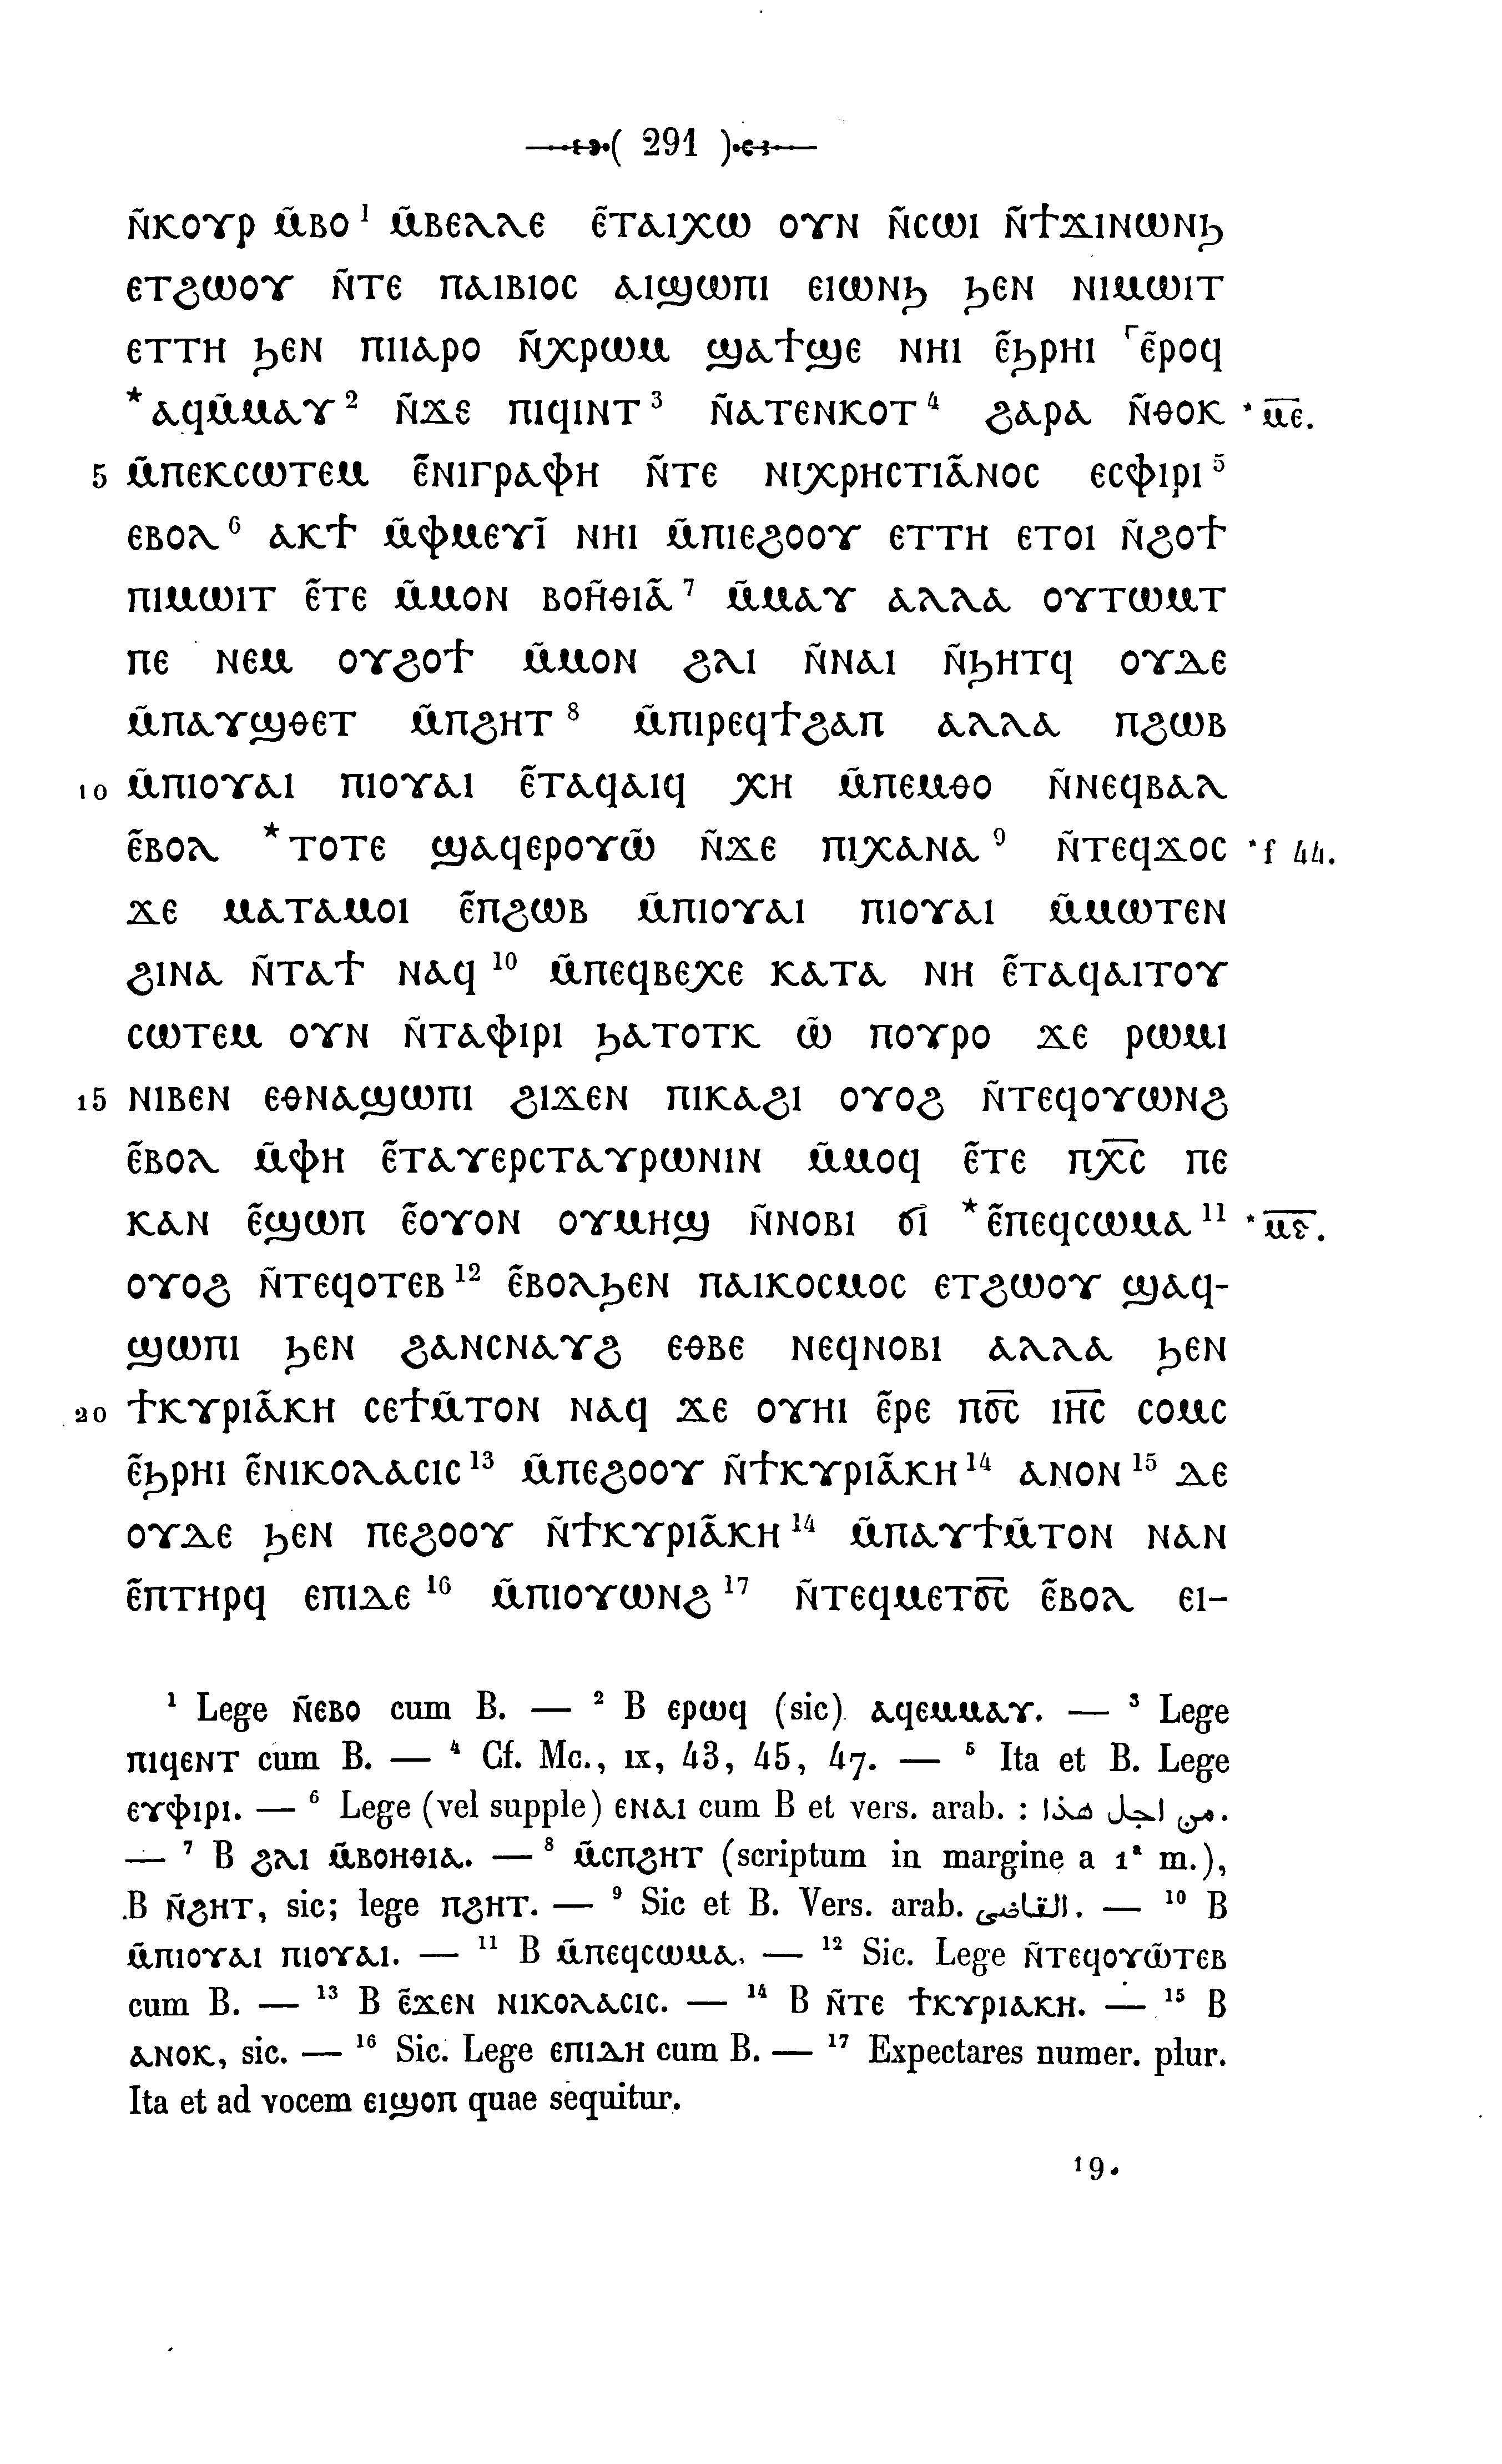 ( 291 )
ⲛ̃ⲕⲟⲩⲣ ⲙ̃ⲃⲟ ¹ ⲙ̃ⲃⲉⲗⲗⲉ ⲉ̃ⲧⲁⲓⲭⲱ ⲟⲩⲛ ⲛ̃ⲥⲱⲓ ⲛ̃ϯϫⲓⲛⲱⲛϧ
ⲉⲧϩⲱⲟⲩ ⲛ̃ⲧⲉ ⲡⲁⲓⲃⲓⲟⲥ ⲁⲓϣⲱⲡⲓ ⲉⲓⲱⲛϧ ϧⲉⲛ ⲛⲓⲙⲱⲓⲧ
ⲉⲧⲧⲏ ϧⲉⲛ ⲡⲓⲓⲁⲣⲟ ⲛ̃ⲭⲣⲱⲙ ϣⲁϯϣⲉ ⲛⲏⲓ ⲉ̃ϧⲣⲏⲓ ⸢ⲉ̃ⲣⲟϥ
*ⲁϥⲙ̃ⲙⲁⲩ ² ⲛ̃ϫⲉ ⲡⲓϥⲓⲛⲧ ³ ⲛ̃ⲁⲧⲉⲛⲕⲟⲧ ⁴ ϩⲁⲣⲁ ⲛ̃ⲑⲟⲕ * ⲙ̅ⲉ̅.
5 ⲙ̃ⲡⲉⲕⲥⲱⲧⲉⲙ ⲉ̃ⲛⲓⲅⲣⲁⲫⲏ ⲛ̃ⲧⲉ ⲛⲓⲭⲣⲏⲥⲧⲓⲁ̃ⲛⲟⲥ ⲉⲥⲫⲓⲣⲓ ⁵
ⲉⲃⲟⲗ ⁶ ⲁⲕϯ ⲙ̃ⲫⲙⲉⲩⲓ̃ ⲛⲏⲓ ⲙ̃ⲡⲓⲉϩⲟⲟⲩ ⲉⲧⲧⲏ ⲉⲧⲟⲓ ⲛ̃ϩⲟϯ
ⲡⲓⲙⲱⲓⲧ ⲉ̃ⲧⲉ ⲙ̃ⲙⲟⲛ ⲃⲟⲏ̃ⲑⲓⲁ̃ ⁷ ⲙ̃ⲙⲁⲩ ⲁⲗⲗⲁ ⲟⲩⲧⲱⲙⲧ
ⲡⲉ ⲛⲉⲙ ⲟⲩϩⲟϯ ⲙ̃ⲙⲟⲛ ϩⲗⲓ ⲛ̃ⲛⲁⲓ ⲛ̃ϧⲏⲧϥ ⲟⲩⲇⲉ
ⲙ̃ⲡⲁⲩϣⲑⲉⲧ ⲙ̃ⲡϩⲏⲧ ⁸ ⲙ̃ⲡⲓⲣⲉϥϯϩⲁⲡ ⲁⲗⲗⲁ ⲡϩⲱⲃ
10 ⲙ̃ⲡⲓⲟⲩⲁⲓ ⲡⲓⲟⲩⲁⲓ ⲉ̃ⲧⲁϥⲁⲓϥ ⲭⲏ ⲙ̃ⲡⲉⲙⲑⲟ ⲛ̃ⲛⲉϥⲃⲁⲗ
ⲉ̃ⲃⲟⲗ *ⲧⲟⲧⲉ ϣⲁϥⲉⲣⲟⲩⲱ̃ ⲛ̃ϫⲉ ⲡⲓⲭⲁⲛⲁ ⁹ ⲛ̃ⲧⲉϥϫⲟⲥ * f 44.
ϫⲉ ⲙⲁⲧⲁⲙⲟⲓ ⲉ̃ⲡϩⲱⲃ ⲙ̃ⲡⲓⲟⲩⲁⲓ ⲡⲓⲟⲩⲁⲓ ⲙ̃ⲙⲱⲧⲉⲛ
ϩⲓⲛⲁ ⲛ̃ⲧⲁϯ ⲛⲁϥ ¹⁰ ⲙ̃ⲡⲉϥⲃⲉⲭⲉ ⲕⲁⲧⲁ ⲛⲏ ⲉ̃ⲧⲁϥⲁⲓⲧⲟⲩ
ⲥⲱⲧⲉⲙ ⲟⲩⲛ ⲛ̃ⲧⲁⲫⲓⲣⲓ ϧⲁⲧⲟⲧⲕ ⲱ̃ ⲡⲟⲩⲣⲟ ϫⲉ ⲣⲱⲙⲓ
15 ⲛⲓⲃⲉⲛ ⲉⲑⲛⲁϣⲱⲡⲓ ϩⲓϫⲉⲛ ⲡⲓⲕⲁϩⲓ ⲟⲩⲟϩ ⲛ̃ⲧⲉϥⲟⲩⲱⲛϩ
ⲉ̃ⲃⲟⲗ ⲙ̃ⲫⲏ ⲉ̃ⲧⲁⲩⲉⲣⲥⲧⲁⲩⲣⲱⲛⲓⲛ ⲙ̃ⲙⲟϥ ⲉ̃ⲧⲉ ⲡⲭ̅ⲥ̅ ⲡⲉ
ⲕⲁⲛ ⲉ̃ϣⲱⲡ ⲉ̃ⲟⲩⲟⲛ ⲟⲩⲙⲏϣ ⲛ̃ⲛⲟⲃⲓ ϭⲓ̃ *ⲉ̃ⲡⲉϥⲥⲱⲙⲁ ¹¹ * ⲙ̅ⲋ̅.
ⲟⲩⲟϩ ⲛ̃ⲧⲉϥⲟⲧⲉⲃ ¹² ⲉ̃ⲃⲟⲗϧⲉⲛ ⲡⲁⲓⲕⲟⲥⲙⲟⲥ ⲉⲧϩⲱⲟⲩ ϣⲁϥ-
ϣⲱⲡⲓ ϧⲉⲛ ϩⲁⲛⲥⲛⲁⲩϩ ⲉⲑⲃⲉ ⲛⲉϥⲛⲟⲃⲓ ⲁⲗⲗⲁ ϧⲉⲛ
20 ϯⲕⲩⲣⲓⲁ̃ⲕⲏ ⲥⲉϯⲙ̃ⲧⲟⲛ ⲛⲁϥ ϫⲉ ⲟⲩⲏⲓ ⲉ̃ⲣⲉ ⲡϭ̅ⲥ̅ ⲓⲏ̅ⲥ̅ ⲥⲟⲙⲥ
ⲉ̃ϧⲣⲏⲓ ⲉ̃ⲛⲓⲕⲟⲗⲁⲥⲓⲥ ¹³ ⲙ̃ⲡⲉϩⲟⲟⲩ ⲛ̃ϯⲕⲩⲣⲓⲁ̃ⲕⲏ ¹⁴ ⲁⲛⲟⲛ ¹⁵ ⲇⲉ
ⲟⲩⲇⲉ ϧⲉⲛ ⲡⲉϩⲟⲟⲩ ⲛ̃ϯⲕⲩⲣⲓⲁ̃ⲕⲏ ¹⁴ ⲙ̃ⲡⲁⲩϯⲙ̃ⲧⲟⲛ ⲛⲁⲛ
ⲉ̃ⲡⲧⲏⲣϥ ⲉⲡⲓⲇⲉ ¹⁶ ⲙ̃ⲡⲓⲟⲩⲱⲛϩ ¹⁷ ⲛ̃ⲧⲉϥⲙⲉⲧϭ̅ⲥ̅ ⲉ̃ⲃⲟⲗ ⲉⲓ-
¹ Lege ⲛ̃ⲉⲃⲟ cum B. — ² B ⲉⲣⲱϥ (sic) ⲁϥⲉⲙⲙⲁⲩ. — ³ Lege
ⲡⲓϥⲉⲛⲧ cum B. — ⁴ Cf. Mc., ıx, 43, 45, 47. — ⁵ Ita et B. Lege
ⲉⲩⲫⲓⲣⲓ. — ⁶ Lege (vel supple) ⲉⲛⲁⲓ cum B et vers. arab. : من اجل هذا.
— ⁷ B ϩⲗⲓ ⲙ̃ⲃⲟⲏⲑⲓⲁ. — ⁸ ⲙ̃ⲥⲡϩⲏⲧ (scriptum in margine a 1ᵃ m.),
B ⲛ̃ϩⲏⲧ, sic; lege ⲡϩⲏⲧ. — ⁹ Sic et B. Vers. arab. القاضى. — ¹⁰ B
ⲙ̃ⲡⲓⲟⲩⲁⲓ ⲡⲓⲟⲩⲁⲓ. — ¹¹ B ⲙ̃ⲡⲉϥⲥⲱⲙⲁ. — ¹² Sic. Lege ⲛ̃ⲧⲉϥⲟⲩⲱ̃ⲧⲉⲃ
cum B. — ¹³ B ⲉ̃ϫⲉⲛ ⲛⲓⲕⲟⲗⲁⲥⲓⲥ. — ¹⁴ B ⲛ̃ⲧⲉ ϯⲕⲩⲣⲓⲁⲕⲏ. — ¹⁵ B
ⲁⲛⲟⲕ, sic. — ¹⁶ Sic. Lege ⲉⲡⲓⲇⲏ cum B. — ¹⁷ Expectares numer. plur.
Ita et ad vocem ⲉⲓϣⲟⲡ quae sequitur.
19.